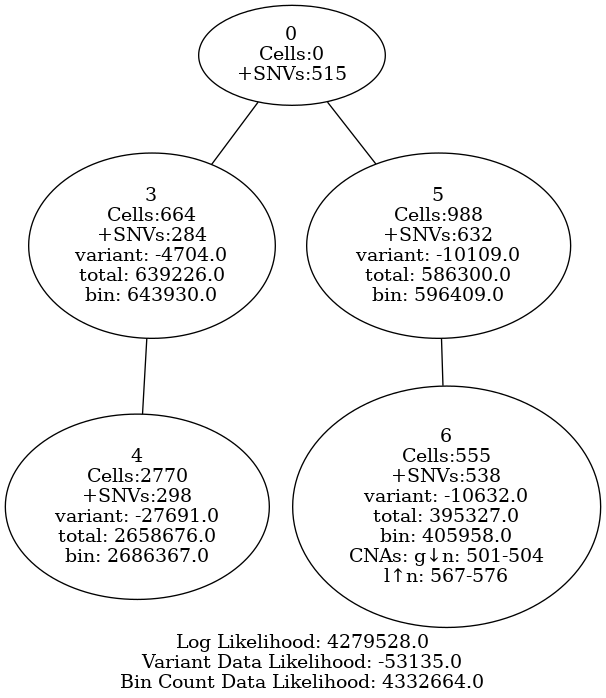 0
Cells:0
+SNVs:515
3
Cells:664
+SNVs:284
variant: -4704.0
total: 639226.0
bin: 643930.0
5
Cells:988
+SNVs:632
variant: -10109.0
total: 586300.0
bin: 596409.0
4
Cells:2770
+SNVs:298
variant: -27691.0
total: 2658676.0
bin: 2686367.0
6
Cells:555
+SNVs:538
variant: -10632.0
total: 395327.0
bin: 405958.0
CNAs: g↓n: 501-504
l↑n: 567-576
Log Likelihood: 4279528.0
Variant Data Likelihood: -53135.0
Bin Count Data Likelihood: 4332664.0